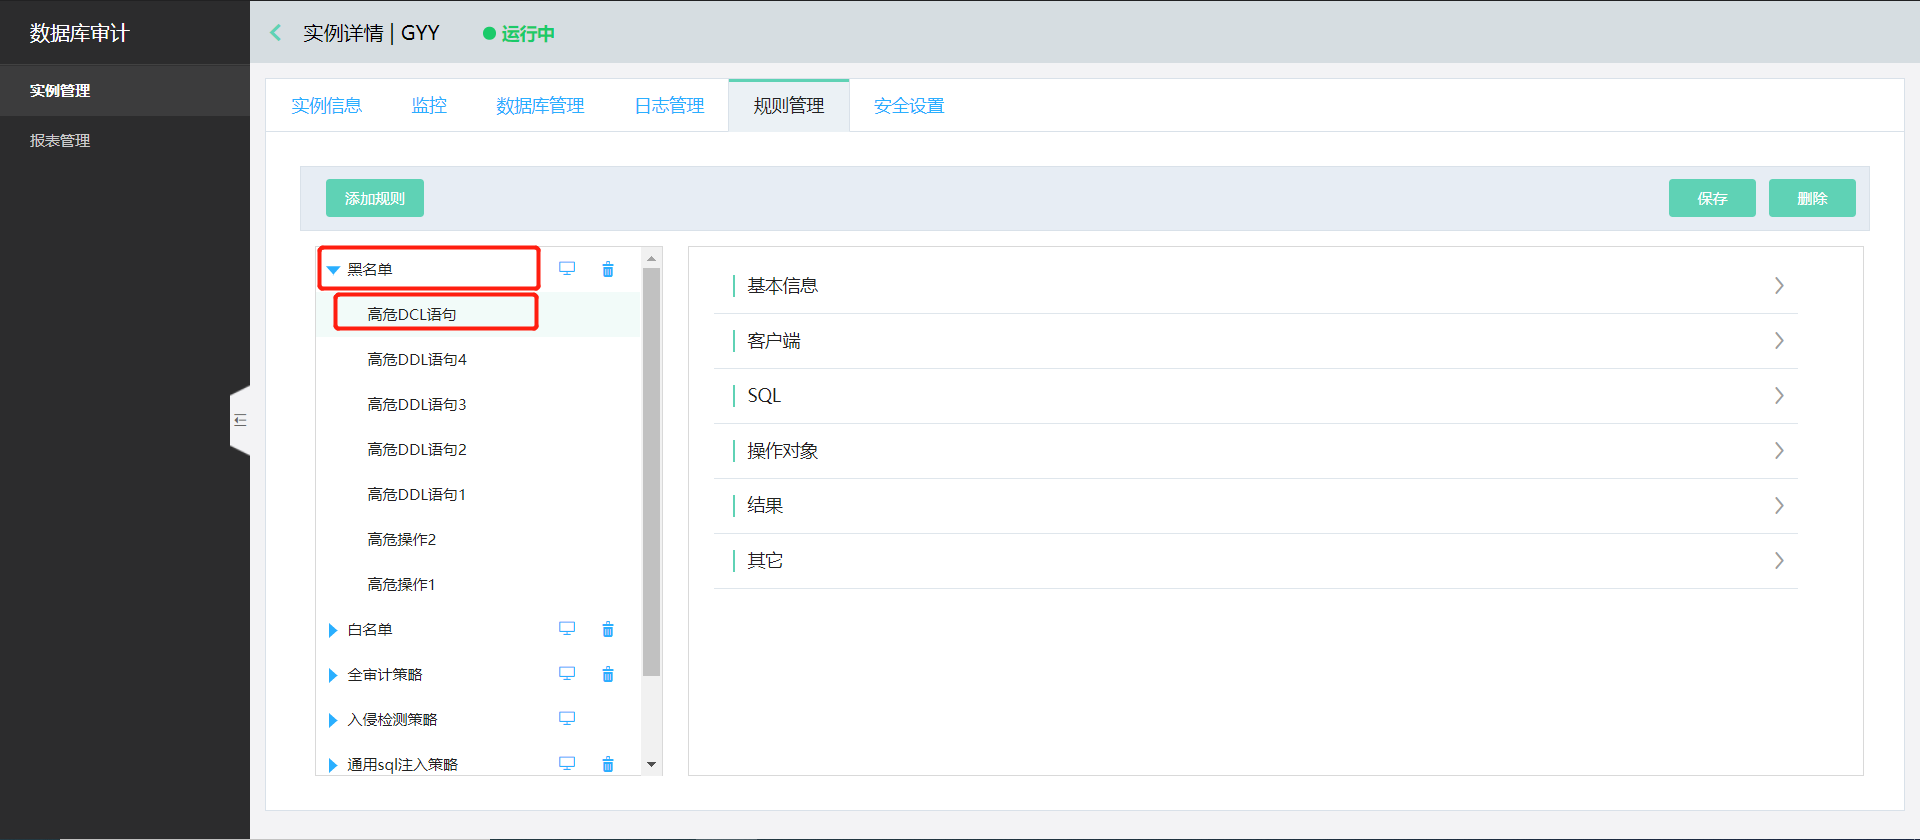 数据库审计
实例管理
报表管理
实例详情 | GYY
运行中
实例信息
监控
数据库管理
日志管理
规则管理
安全设置
添加规则
保存
删除
黑名单
高危DCL语句
高危DDL语句4
高危DDL语句3
高危DDL语句2
高危DDL语句1
高危操作2
高危操作1
白名单
全审计策略
入侵检测策略
通用sql注入策略
基本信息
客户端
SQL
操作对象
结果
其它